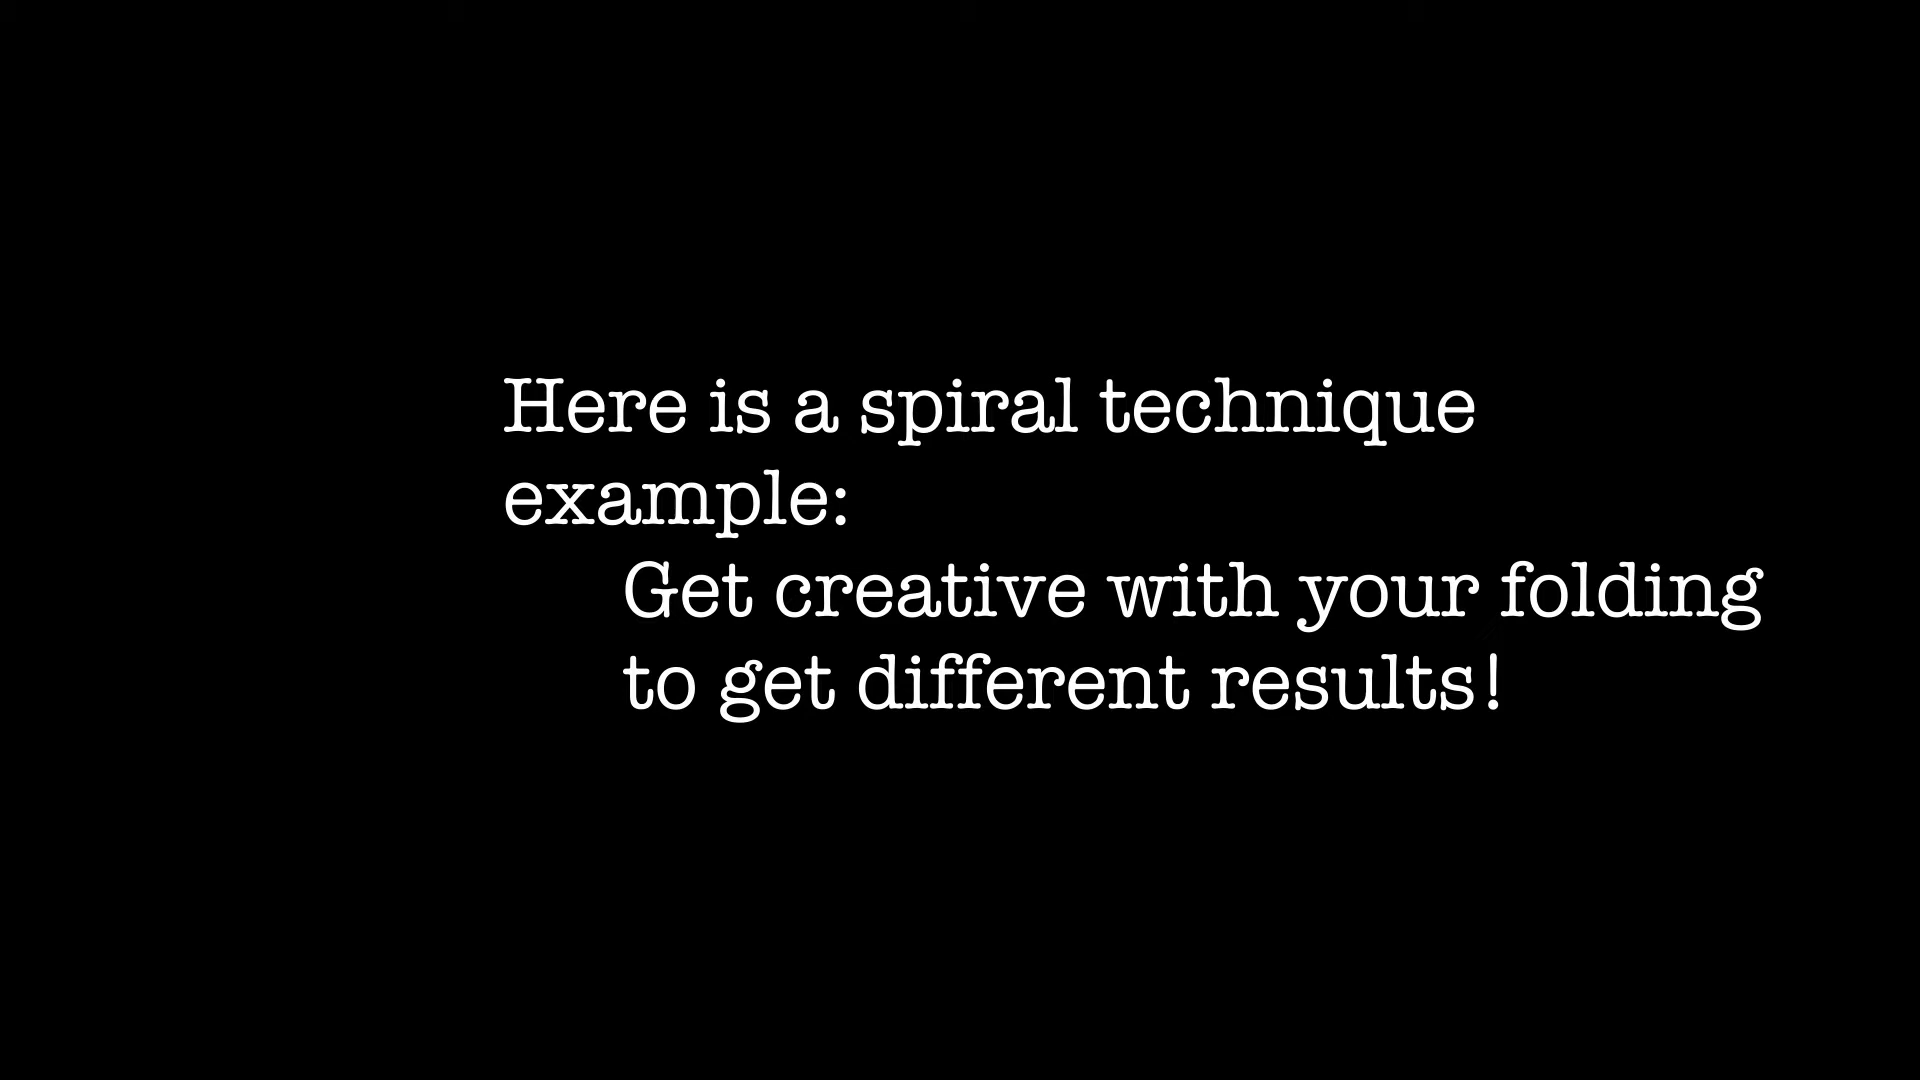 Here is a spiral technique
example:
Get creative with your folding
to get different results!